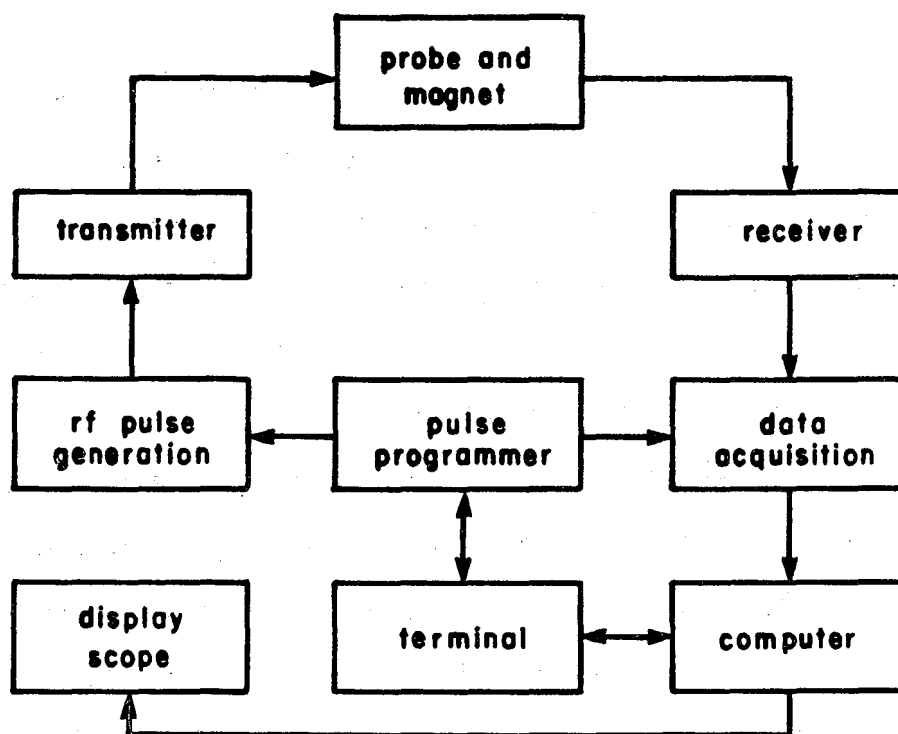 probe and
magnet
transmitter
receiver
rf pulse
generation
pulse
programmer
data
acquisition
display
scope
terminal
computer